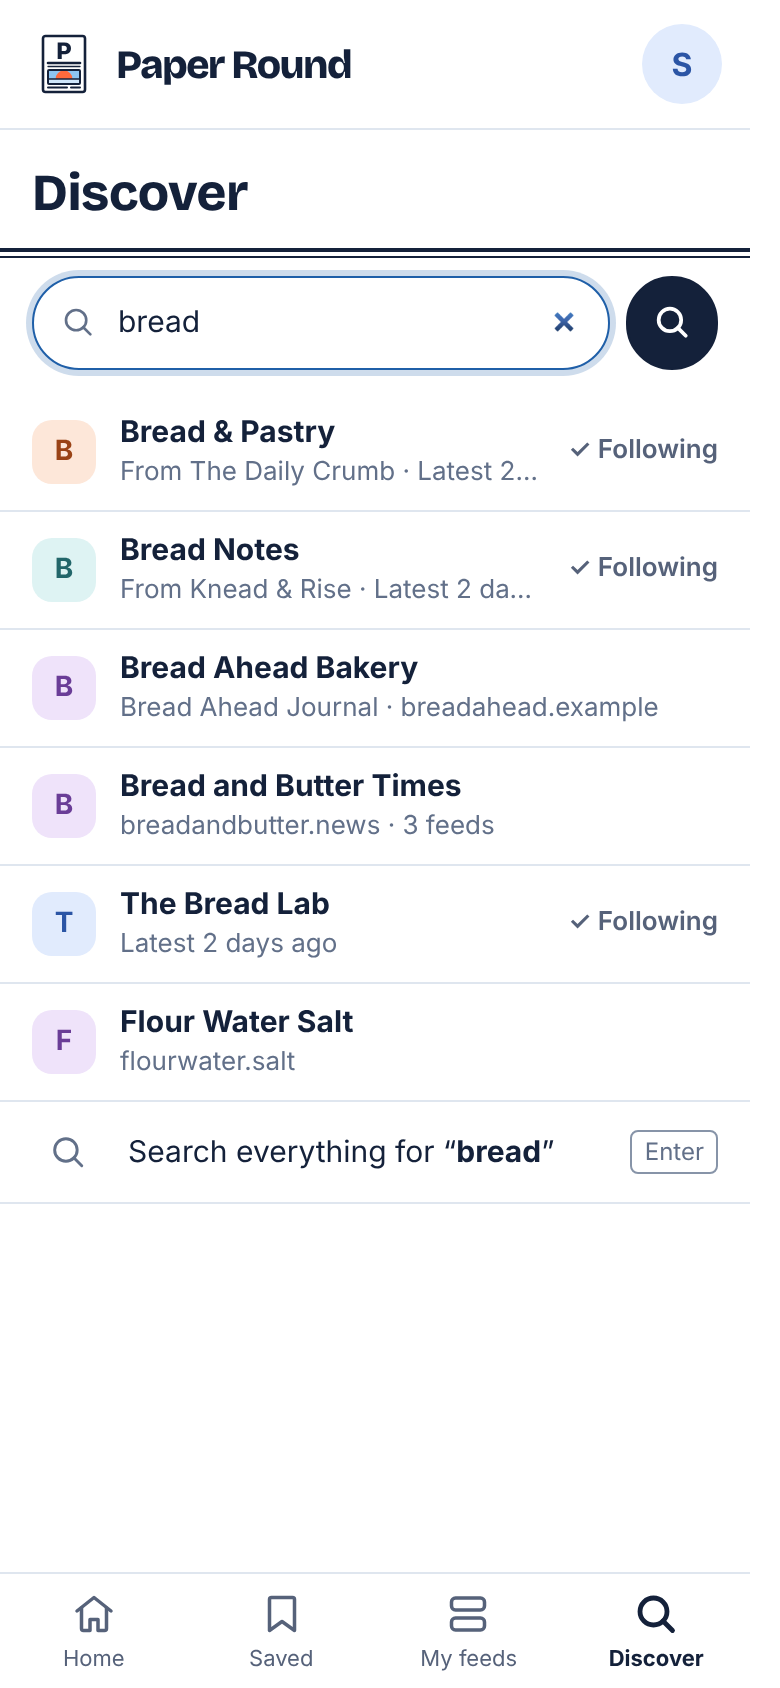 P
Paper Round
S
Discover
bread
B
Bread & Pastry
From The Daily Crumb · Latest 2...
✓ Following
B
Bread Notes
From Knead & Rise · Latest 2 da...
✓ Following
B
Bread Ahead Bakery
Bread Ahead Journal · breadahead.example
B
Bread and Butter Times
breadandbutter.news · 3 feeds
T
The Bread Lab
Latest 2 days ago
✓ Following
F
Flour Water Salt
flourwater.salt
Search everything for “bread”
Enter
Home
Saved
My feeds
Discover